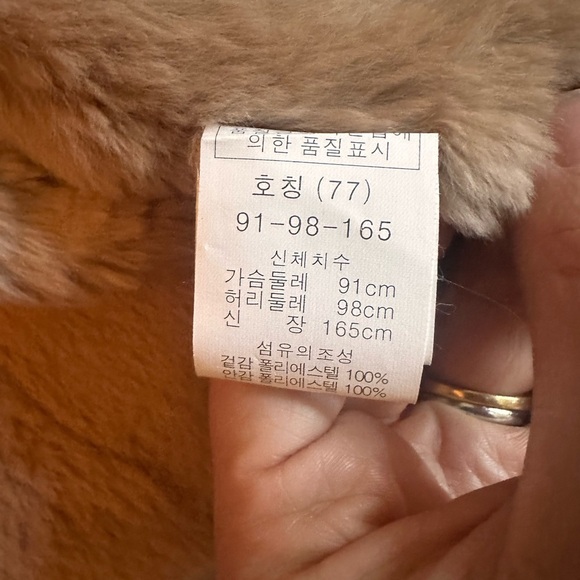 의한 품질표시
호칭 (77)
91-98-165
신체치수
가슴둘레 91cm
허리둘레 98cm
신 장 165cm
섬유의조성
겉감 폴리에스텔 100%
안감 폴리에스텔 100%